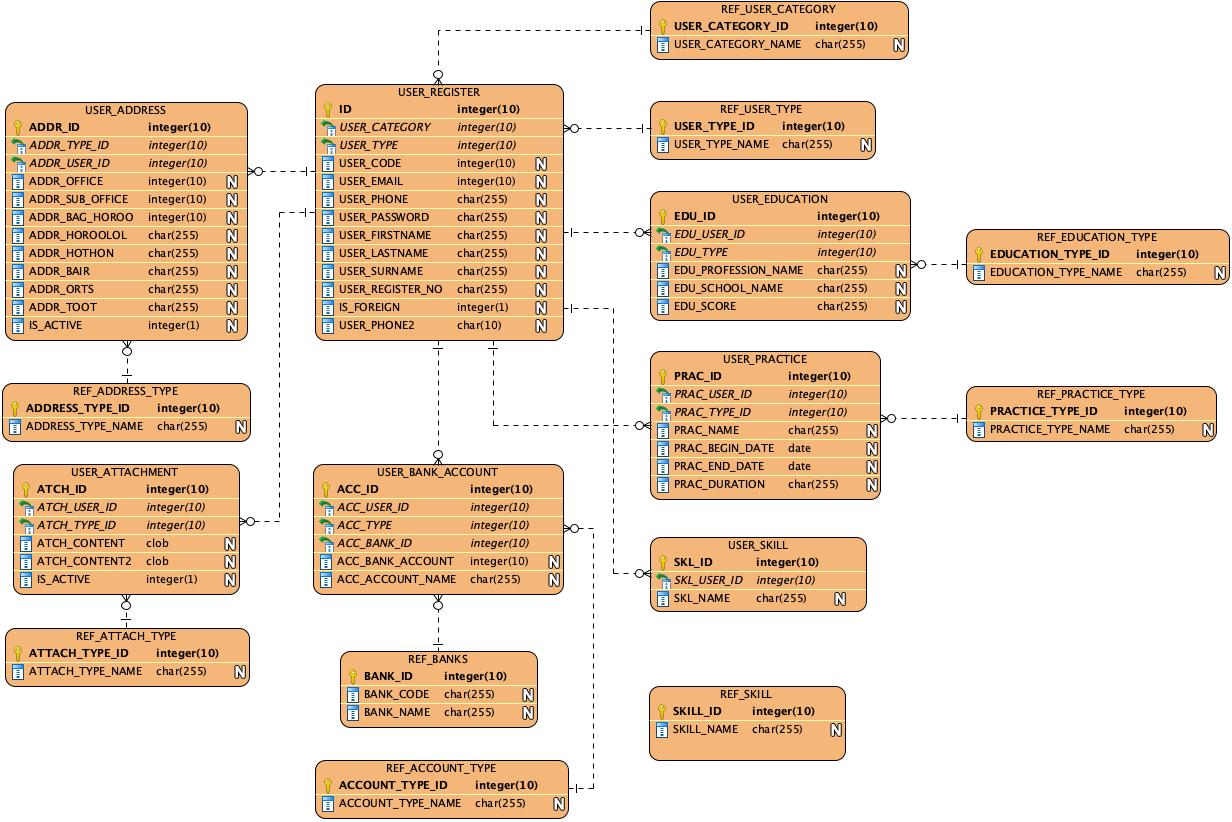 REF_USER_CATEGORY
USER_CATEGORY_ID integer(10)
USER_CATEGORY_NAME char(255) N
USER_REGISTER
ID integer(10)
USER_CATEGORY integer(10)
USER_TYPE integer(10)
USER_CODE integer(10) N
USER_EMAIL integer(10) N
USER_PHONE char(255) N
USER_PASSWORD char(255) N
USER_FIRSTNAME char(255) N
USER_LASTNAME char(255) N
USER_SURNAME char(255) N
USER_REGISTER_NO char(255) N
IS_FOREIGN integer(1) N
USER_PHONE2 char(10) N
USER_ADDRESS
ADDR_ID integer(10)
ADDR_TYPE_ID integer(10)
ADDR_USER_ID integer(10)
ADDR_OFFICE integer(10) N
ADDR_SUB_OFFICE integer(10) N
ADDR_BAG_HOROO integer(10) N
ADDR_HOROOLOL char(255) N
ADDR_HOTHON char(255) N
ADDR_BAIR char(255) N
ADDR_ORTS char(255) N
ADDR_TOOT char(255) N
IS_ACTIVE integer(1) N
REF_USER_TYPE
USER_TYPE_ID integer(10)
USER_TYPE_NAME char(255) N
USER_EDUCATION
EDU_ID integer(10)
EDU_USER_ID integer(10)
EDU_TYPE integer(10)
EDU_PROFESSION_NAME char(255) N
EDU_SCHOOL_NAME char(255) N
EDU_SCORE char(255) N
REF_EDUCATION_TYPE
EDUCATION_TYPE_ID integer(10)
EDUCATION_TYPE_NAME char(255) N
REF_ADDRESS_TYPE
ADDRESS_TYPE_ID integer(10)
ADDRESS_TYPE_NAME char(255) N
USER_PRACTICE
PRAC_ID integer(10)
PRAC_USER_ID integer(10)
PRAC_TYPE_ID integer(10)
PRAC_NAME char(255) N
PRAC_BEGIN_DATE date N
PRAC_END_DATE date N
PRAC_DURATION char(255) N
REF_PRACTICE_TYPE
PRACTICE_TYPE_ID integer(10)
PRACTICE_TYPE_NAME char(255) N
USER_ATTACHMENT
ATCH_ID integer(10)
ATCH_USER_ID integer(10)
ATCH_TYPE_ID integer(10)
ATCH_CONTENT clob N
ATCH_CONTENT2 clob N
IS_ACTIVE integer(1) N
USER_BANK_ACCOUNT
ACC_ID integer(10)
ACC_USER_ID integer(10)
ACC_TYPE integer(10)
ACC_BANK_ID integer(10)
ACC_BANK_ACCOUNT integer(10) N
ACC_ACCOUNT_NAME char(255) N
USER_SKILL
SKL_ID integer(10)
SKL_USER_ID integer(10)
SKL_NAME char(255) N
REF_ATTACH_TYPE
ATTACH_TYPE_ID integer(10)
ATTACH_TYPE_NAME char(255) N
REF_BANKS
BANK_ID integer(10)
BANK_CODE char(255) N
BANK_NAME char(255) N
REF_SKILL
SKILL_ID integer(10)
SKILL_NAME char(255) N
REF_ACCOUNT_TYPE
ACCOUNT_TYPE_ID integer(10)
ACCOUNT_TYPE_NAME char(255) N